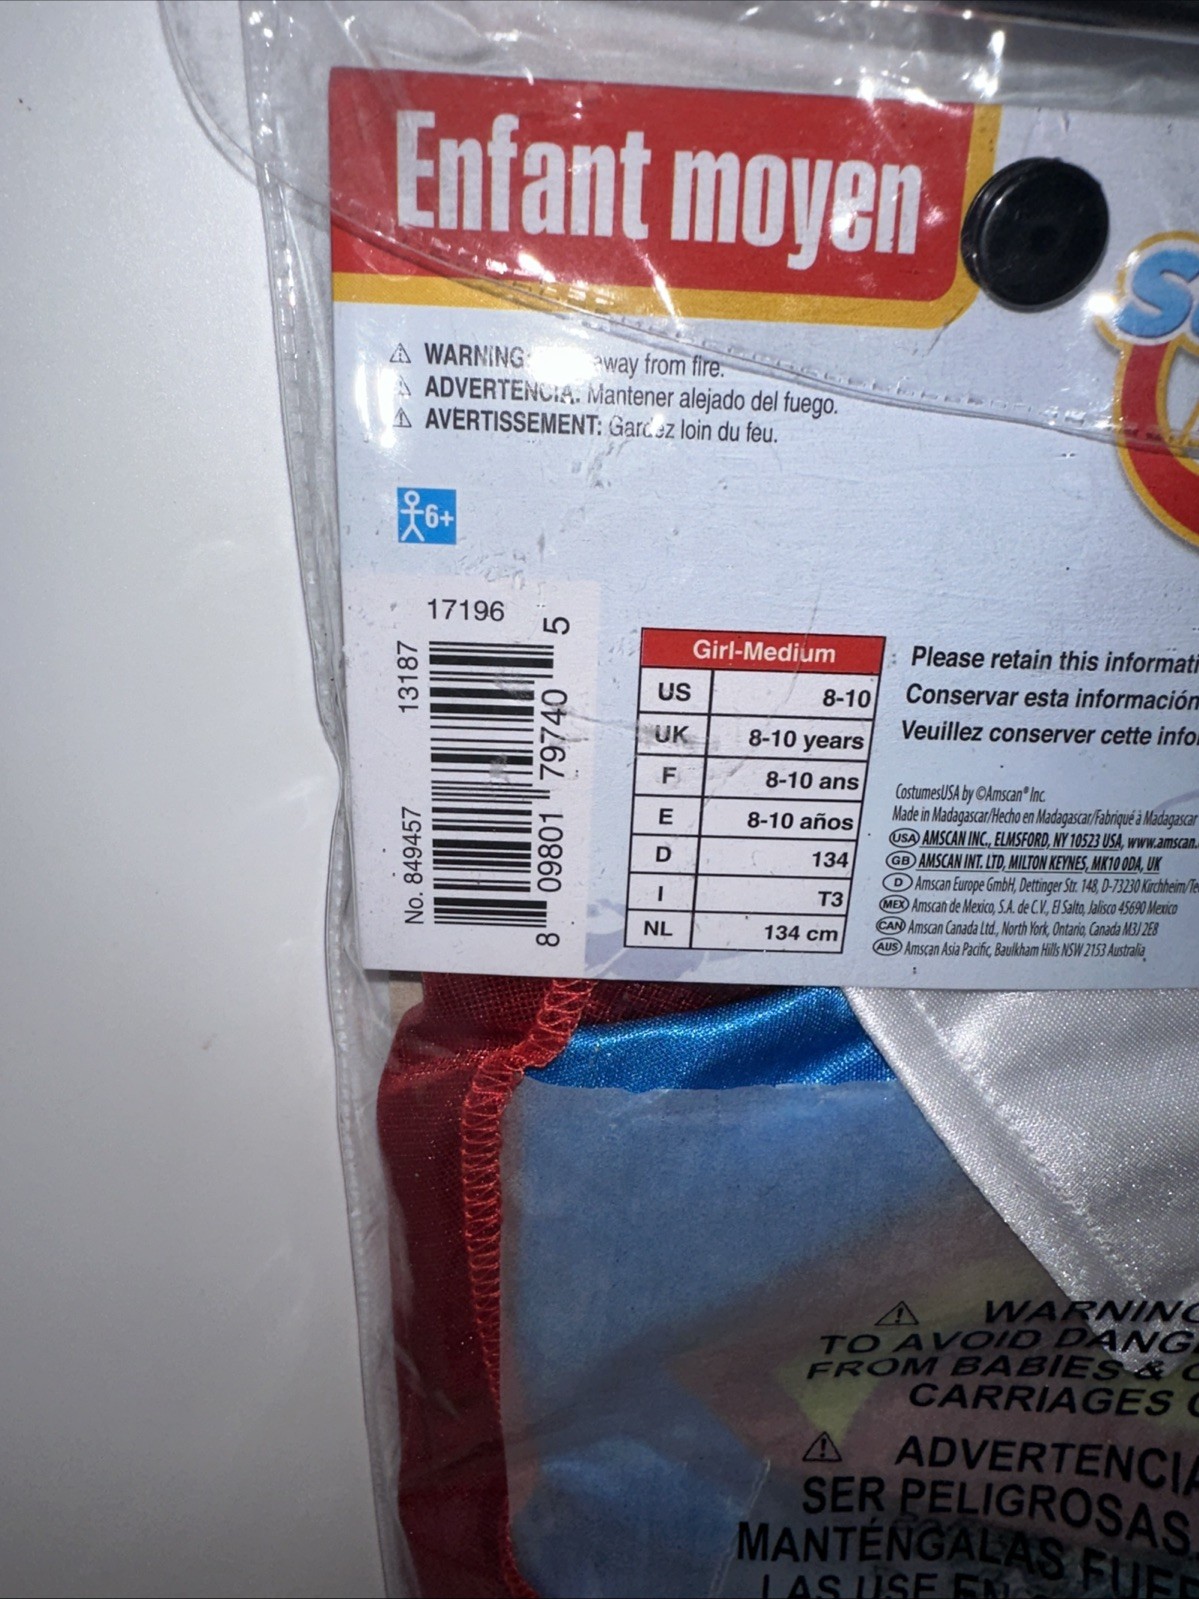 Enfant moyen
WARNING: away from fire.
ADVERTENCIA: Mantener alejado del fuego.
AVERTISSEMENT: Gardez loin du feu.
6+
17196
13187
No. 849457
8 09801 79740 5
Girl-Medium
US 8-10
UK 8-10 years
F 8-10 ans
E 8-10 años
D 134
I T3
NL 134 cm
Please retain this informati
Conservar esta información
Veuillez conserver cette info
CostumesUSA by ©Amscan® Inc.
Made in Madagascar/Hecho en Madagascar/Fabriqué à Madagascar
USA AMSCAN INC., ELMSFORD, NY 10523 USA, www.amscan.
GB AMSCAN INT. LTD, MILTON KEYNES, MK10 0DA, UK
D Amscan Europe GmbH, Dettinger Str. 148, D-73230 Kirchheim/Te
MEX Amscan de Mexico, S.A. de C.V., El Salto, Jalisco 45690 Mexico
CAN Amscan Canada Ltd., North York, Ontario, Canada M3J 2E8
AUS Amscan Asia Pacific, Baulkham Hills NSW 2153 Australia
WARNING
TO AVOID DANG
FROM BABIES & C
CARRIAGES
ADVERTENCIA
SER PELIGROSAS.
MANTÉNGALAS FUE
LAS USE EN